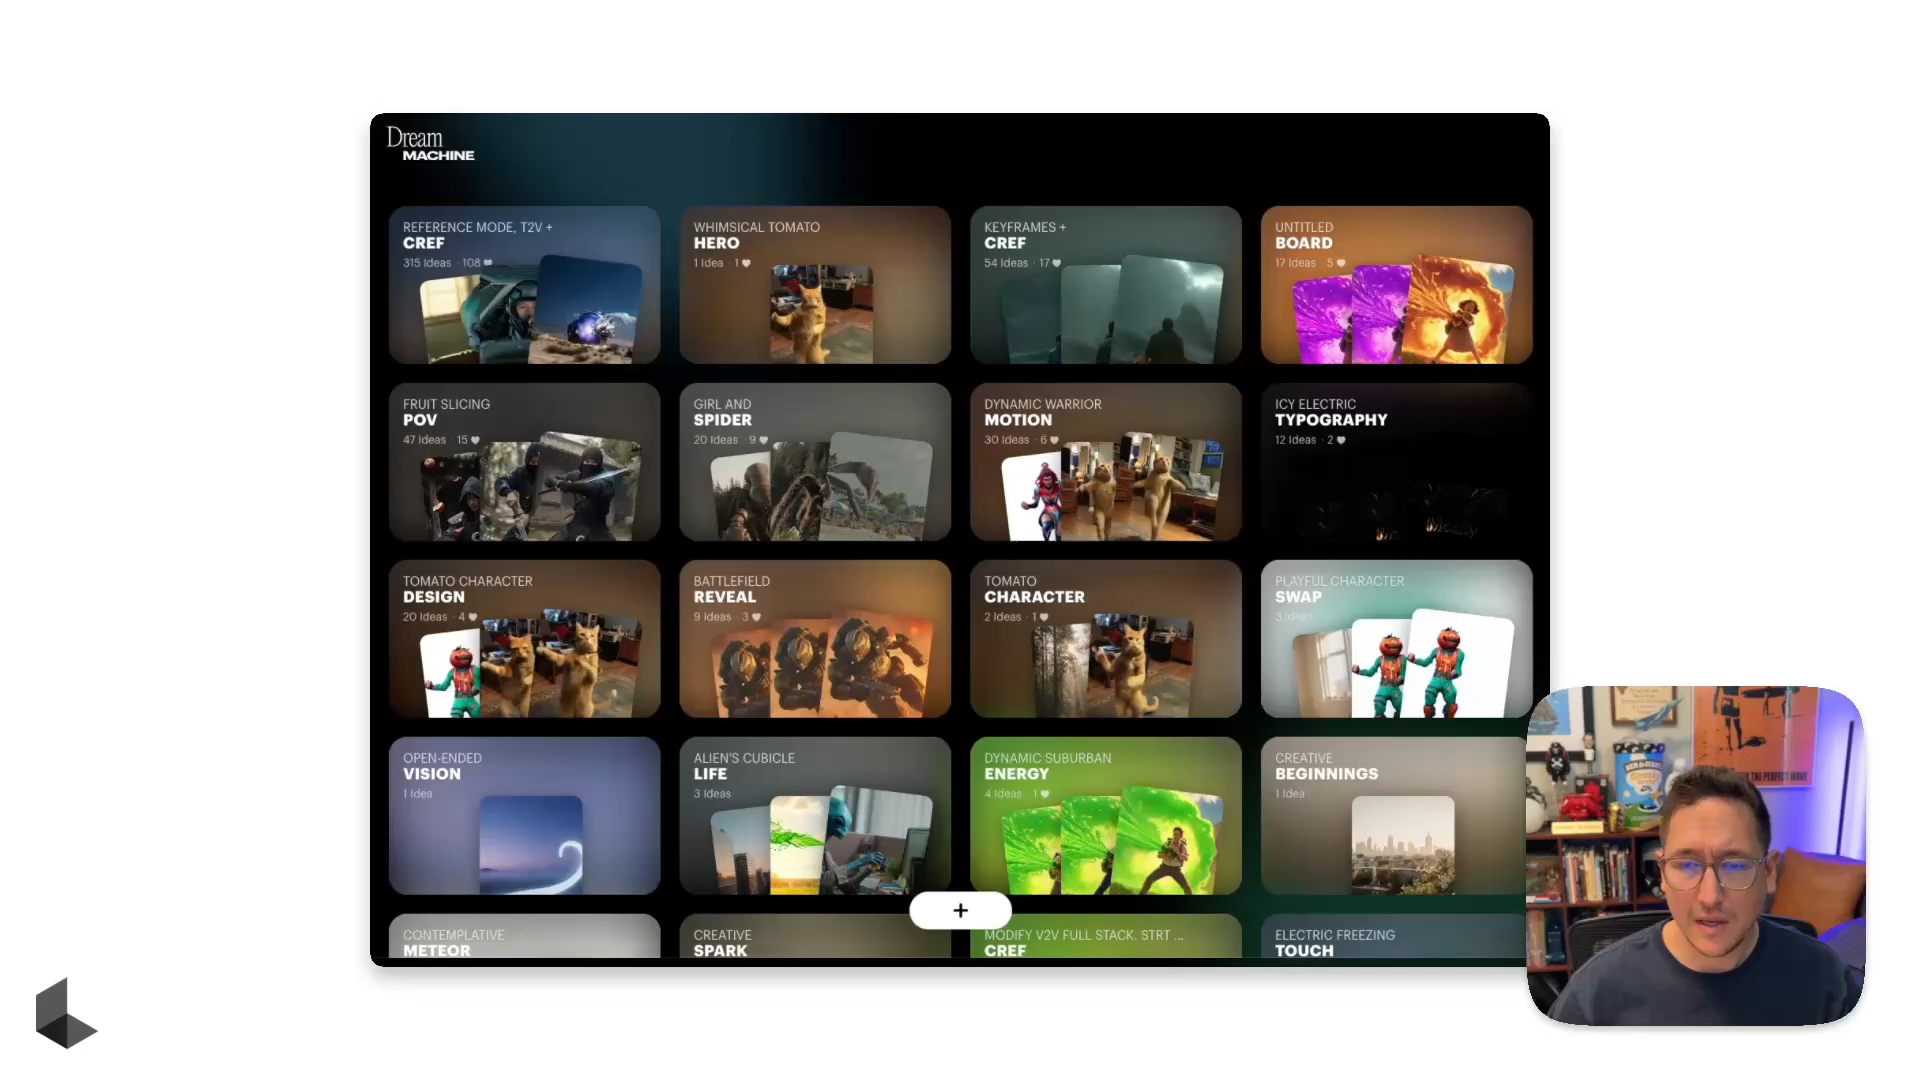 Dream
MACHINE
REFERENCE MODE, T2V +
CREF
315 Ideas · 108
WHIMSICAL TOMATO
HERO
1 Idea · 1
KEYFRAMES +
CREF
54 Ideas · 17
UNTITLED
BOARD
17 Ideas · 5
FRUIT SLICING
POV
47 Ideas · 15
GIRL AND
SPIDER
20 Ideas · 9
DYNAMIC WARRIOR
MOTION
30 Ideas · 6
ICY ELECTRIC
TYPOGRAPHY
12 Ideas · 2
TOMATO CHARACTER
DESIGN
20 Ideas · 4
BATTLEFIELD
REVEAL
9 Ideas · 3
TOMATO
CHARACTER
2 Ideas · 1
PLAYFUL CHARACTER
SWAP
3 Ideas
OPEN-ENDED
VISION
1 Idea
ALIEN'S CUBICLE
LIFE
3 Ideas
DYNAMIC SUBURBAN
ENERGY
4 Ideas · 1
CREATIVE
BEGINNINGS
1 Idea
+
CONTEMPLATIVE
METEOR
CREATIVE
SPARK
MODIFY V2V FULL STACK. STRT ...
CREF
ELECTRIC FREEZING
TOUCH
THE PERFECT WAVE